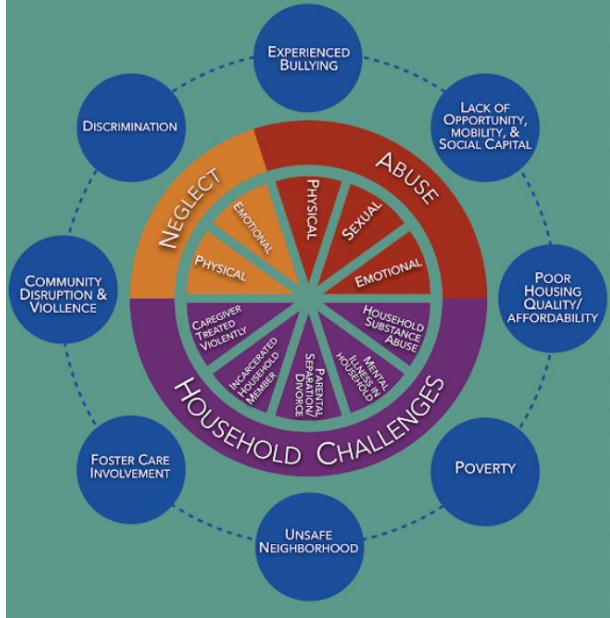 EXPERIENCED
BULLYING
LACK OF
OPPORTUNITY,
MOBILITY, &
SOCIAL CAPITAL
POOR
HOUSING
QUALITY/
AFFORDABILITY
POVERTY
UNSAFE
NEIGHBORHOOD
FOSTER CARE
INVOLVEMENT
COMMUNITY
DISRUPTION &
VIOLLENCE
DISCRIMINATION
NEGLECT
PHYSICAL
EMOTIONAL
ABUSE
PHYSICAL
SEXUAL
EMOTIONAL
HOUSEHOLD CHALLENGES
CAREGIVER
TREATED
VIOLENTLY
INCARCERATED
HOUSEHOLD
MEMBER
PARENTAL
SEPARATION/
DIVORCE
MENTAL
ILLNESS IN
HOUSEHOLD
HOUSEHOLD
SUBSTANCE
ABUSE